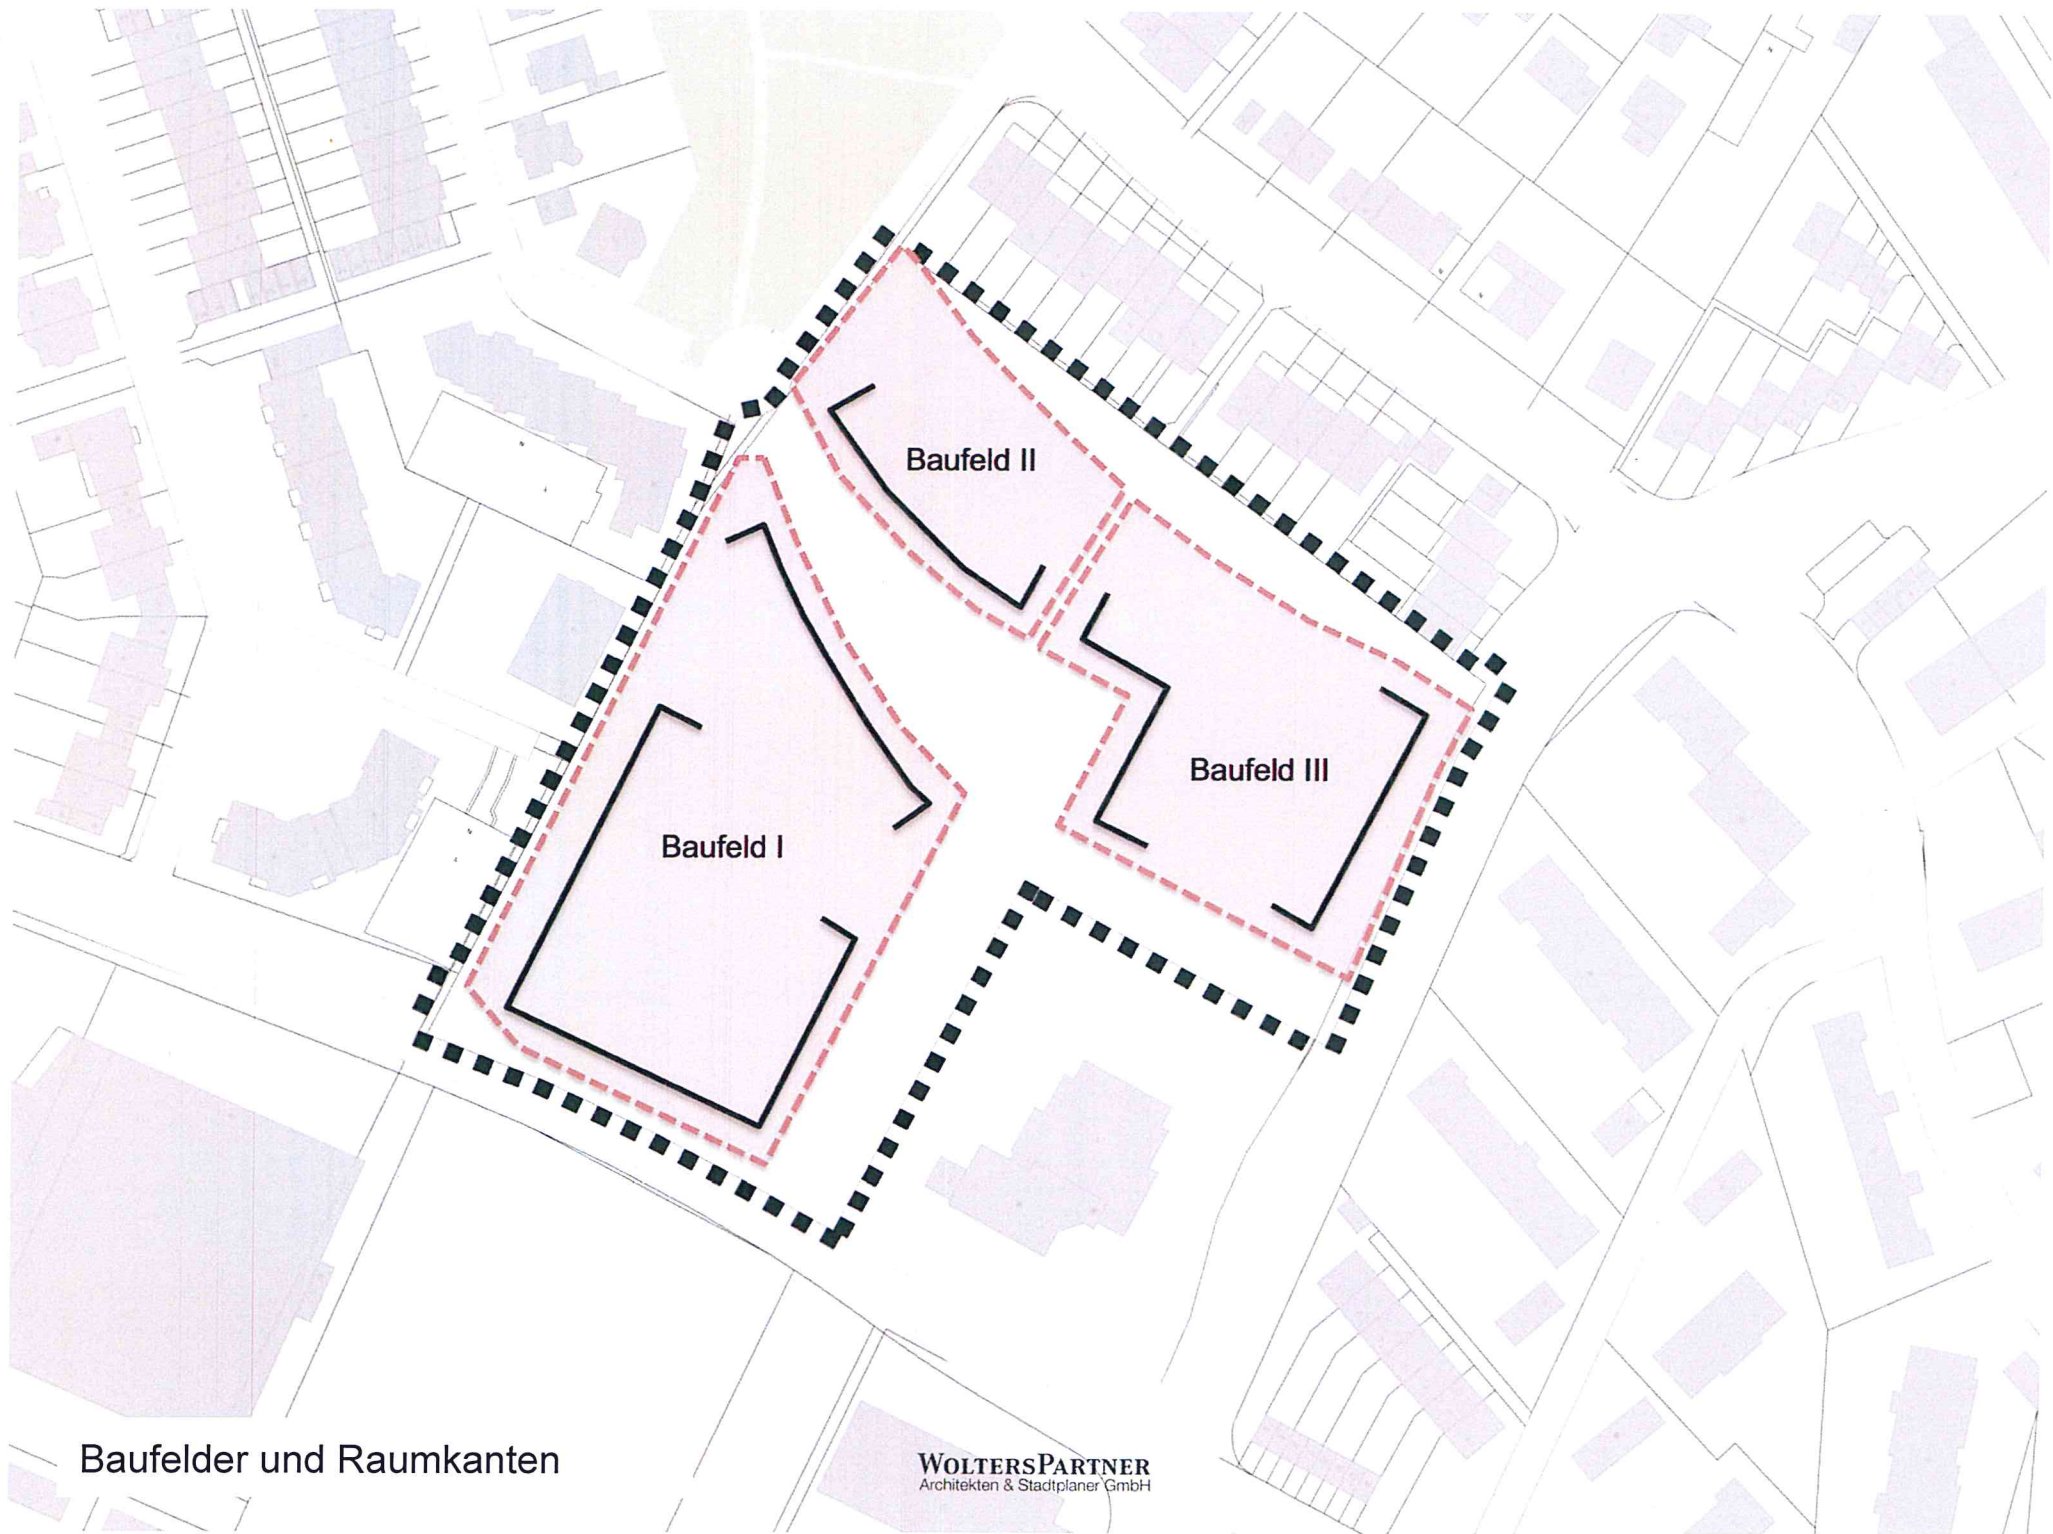 Baufeld II
Baufeld III
Baufeld I
Baufelder und Raumkanten
WOLTERSPARTNER
Architekten & Stadtplaner GmbH